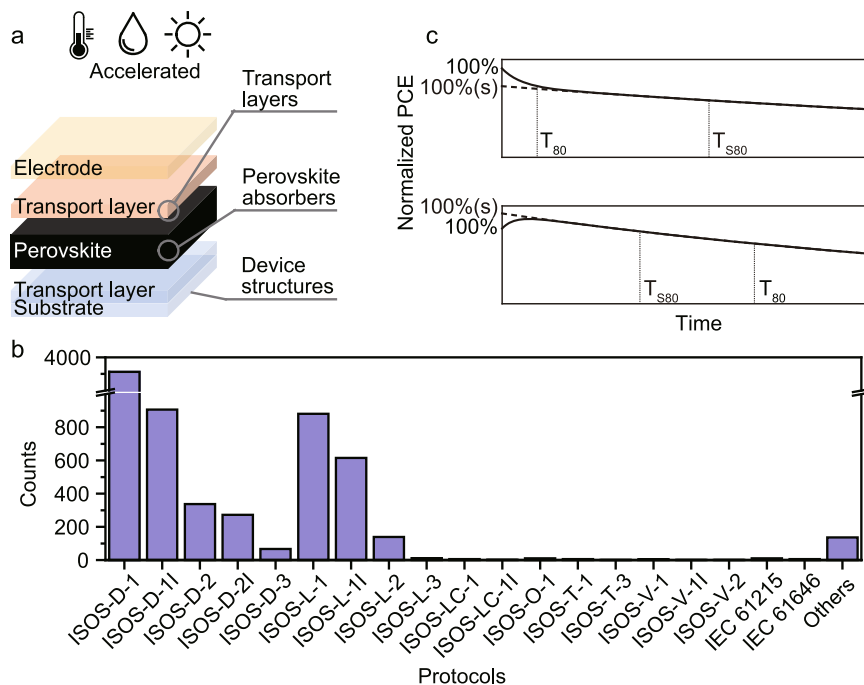 a
Accelerated
Transport
layers
Perovskite
absorbers
Device
structures
Electrode
Transport layer
Perovskite
Transport layer
Substrate
c
Normalized PCE
100%
100%(s)
T80
TS80
100%(s)
100%
TS80
T80
Time
b
Counts
4000
800
600
400
200
0
ISOS-D-1
ISOS-D-1I
ISOS-D-2
ISOS-D-2I
ISOS-D-3
ISOS-L-1
ISOS-L-1I
ISOS-L-2
ISOS-L-3
ISOS-LC-1
ISOS-LC-1I
ISOS-O-1
ISOS-T-1
ISOS-T-3
ISOS-V-1
ISOS-V-1I
ISOS-V-2
IEC 61215
IEC 61646
Others
Protocols